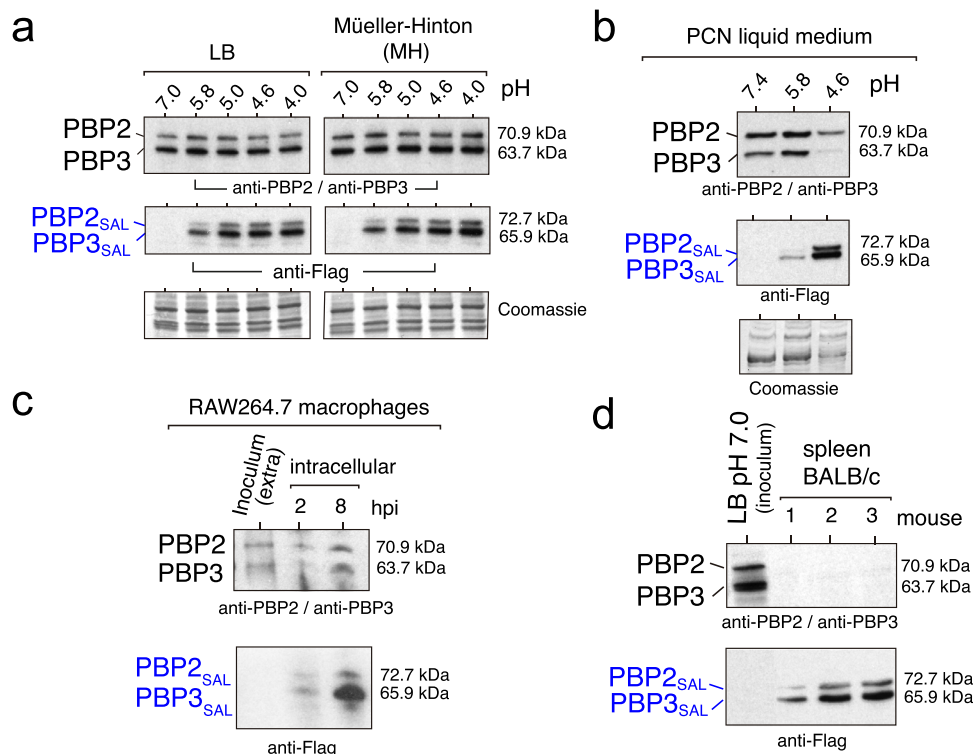 a
LB
Müeller-Hinton
(MH)
7.0 5.8 5.0 4.6 4.0 7.0 5.8 5.0 4.6 4.0 pH
PBP2
PBP3
70.9 kDa
63.7 kDa
anti-PBP2 / anti-PBP3
PBP2SAL
PBP3SAL
72.7 kDa
65.9 kDa
anti-Flag
Coomassie
b
PCN liquid medium
7.4 5.8 4.6 pH
PBP2
PBP3
70.9 kDa
63.7 kDa
anti-PBP2 / anti-PBP3
PBP2SAL
PBP3SAL
72.7 kDa
65.9 kDa
anti-Flag
Coomassie
c
RAW264.7 macrophages
Inoculum
(extra)
intracellular
2 8 hpi
PBP2
PBP3
70.9 kDa
63.7 kDa
anti-PBP2 / anti-PBP3
PBP2SAL
PBP3SAL
72.7 kDa
65.9 kDa
anti-Flag
d
LB pH 7.0
(inoculum)
spleen
BALB/c
1 2 3 mouse
PBP2
PBP3
70.9 kDa
63.7 kDa
anti-PBP2 / anti-PBP3
PBP2SAL
PBP3SAL
72.7 kDa
65.9 kDa
anti-Flag